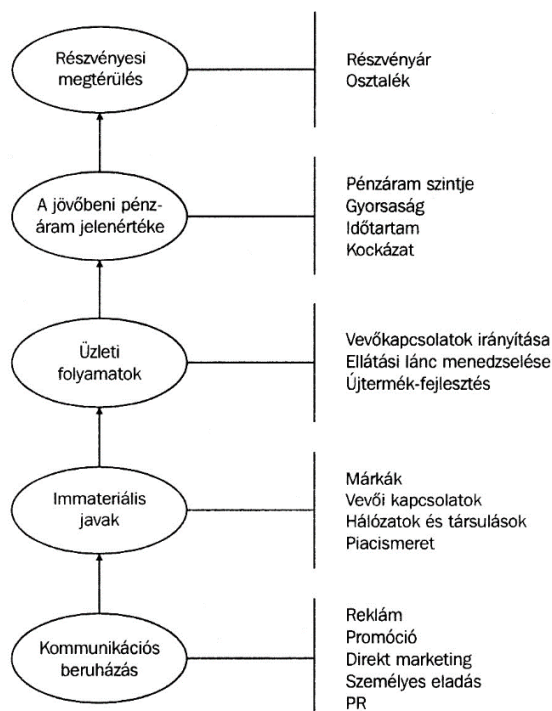 Részvényesi
megtérülés
Részvényár
Osztalék
A jövőbeni pénz-
áram jelenértéke
Pénzáram szintje
Gyorsaság
Időtartam
Kockázat
Üzleti
folyamatok
Vevőkapcsolatok irányítása
Ellátási lánc menedzselése
Újtermék-fejlesztés
Immateriális
javak
Márkák
Vevői kapcsolatok
Hálózatok és társulások
Piacismeret
Kommunikációs
beruházás
Reklám
Promóció
Direkt marketing
Személyes eladás
PR